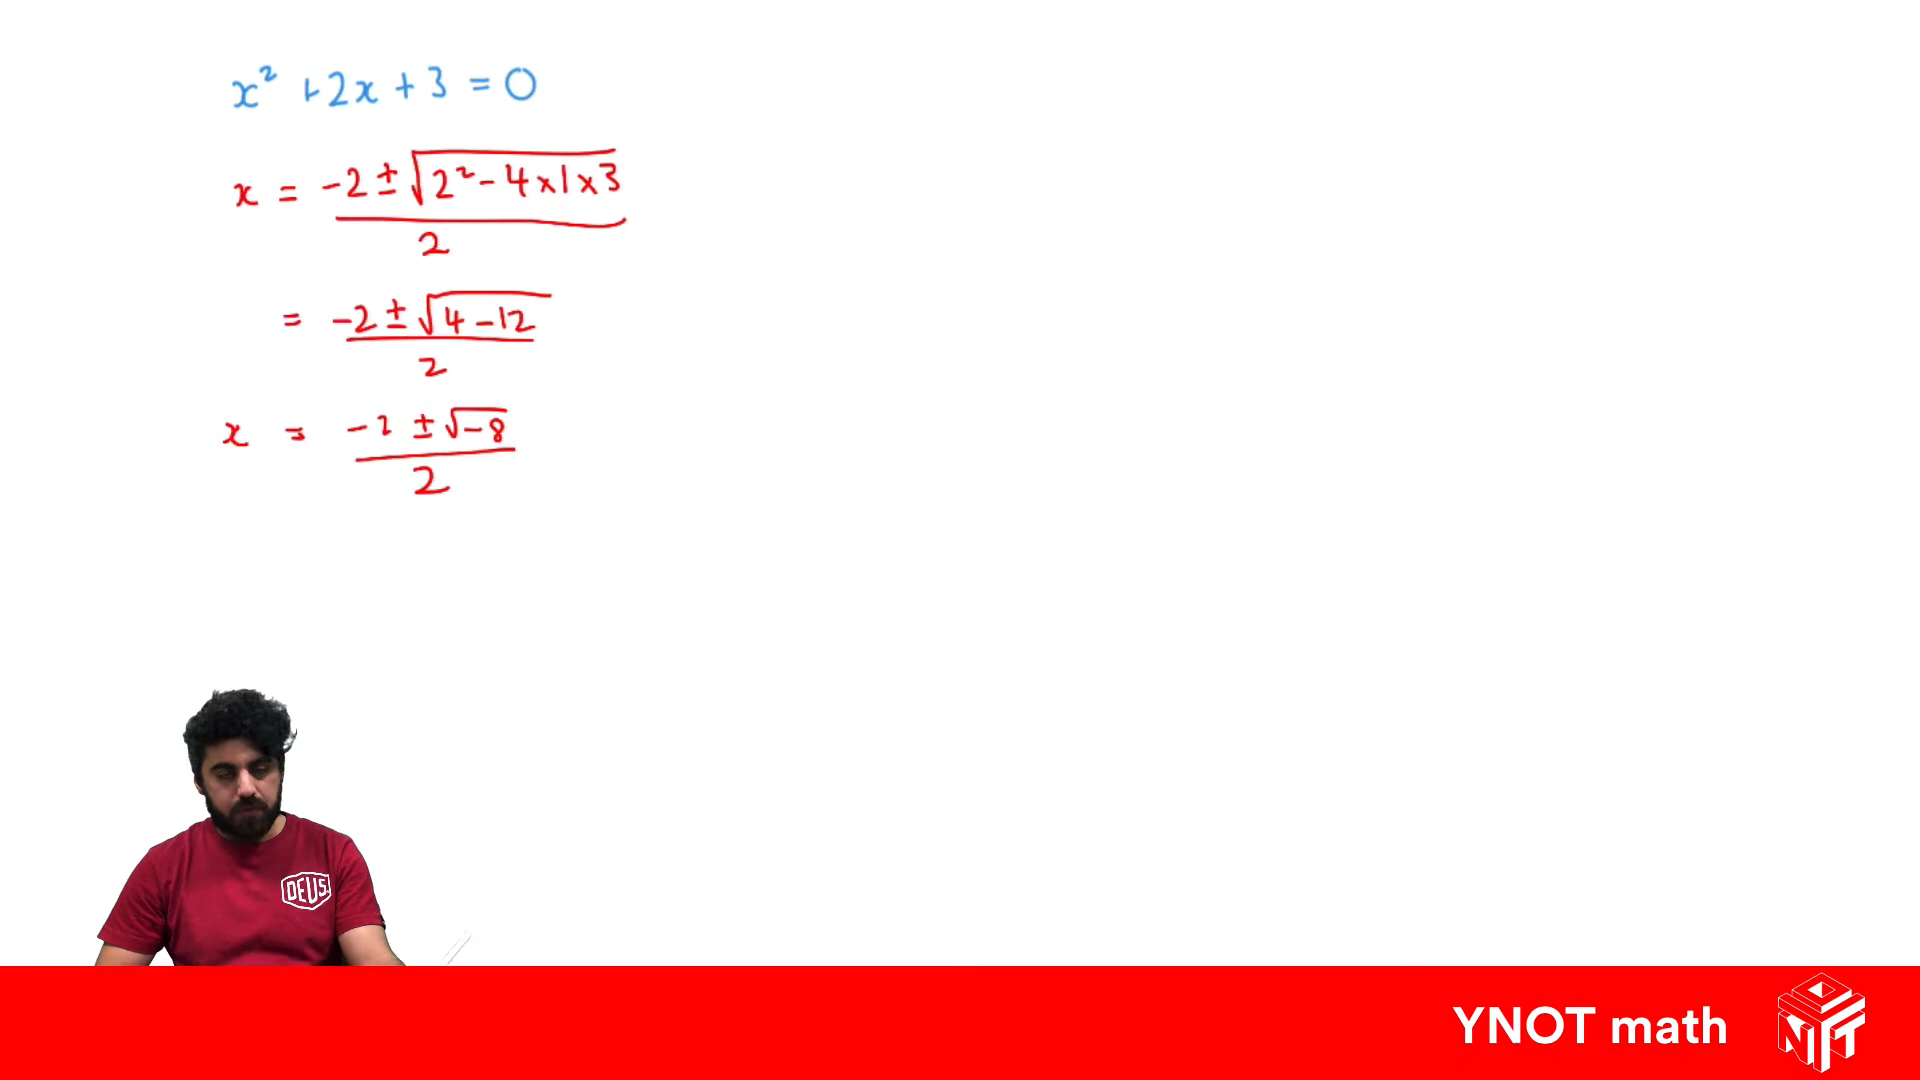 x² + 2x + 3 = 0
x = -2 ± √2² - 4 × 1 × 3
2
= -2 ± √4 - 12
2
x = -2 ± √-8
2
DEUS
YNOT math
YNOT